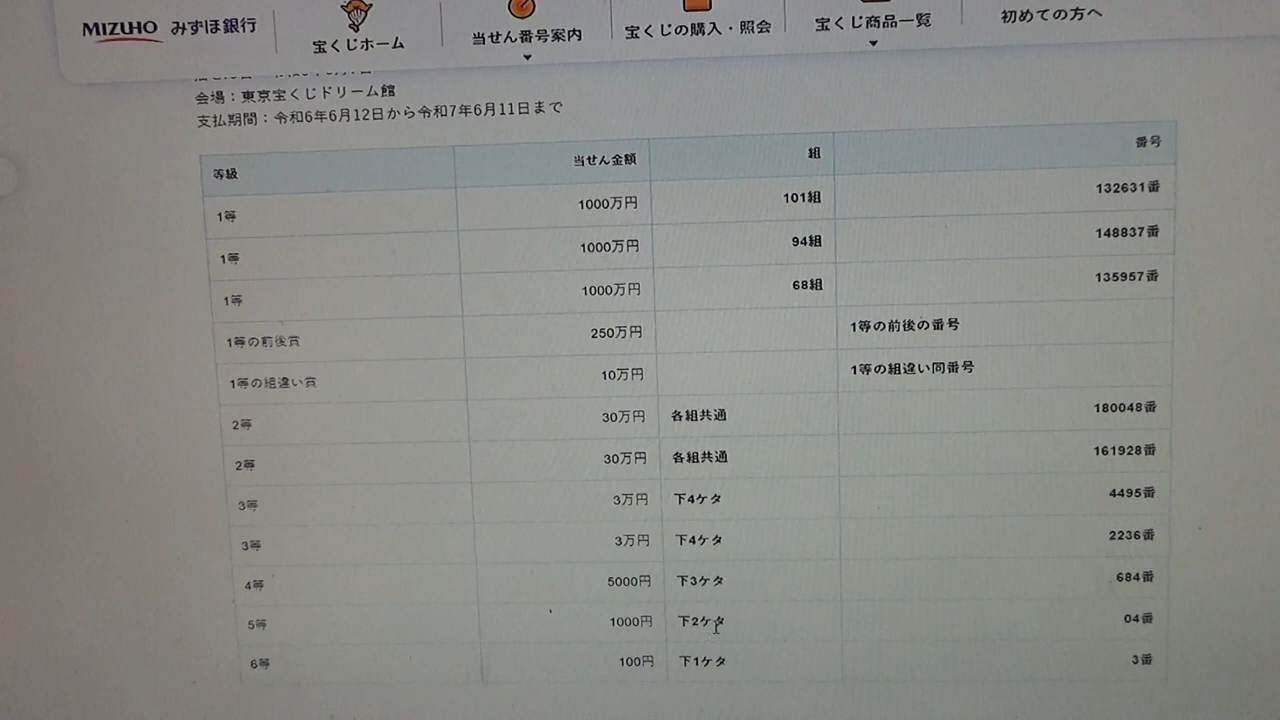 MIZUHO みずほ銀行
宝くじホーム
当せん番号案内
宝くじの購入・照会
宝くじ商品一覧
初めての方へ
会場：東京宝くじドリーム館
支払期間：令和6年6月12日から令和7年6月11日まで
等級 当せん金額 組 番号
1等 1000万円 101組 132631番
1等 1000万円 94組 148837番
1等 1000万円 68組 135957番
1等の前後賞 250万円 1等の前後の番号
1等の組違い賞 10万円 1等の組違い同番号
2等 30万円 各組共通 180048番
2等 30万円 各組共通 161928番
3等 3万円 下4ケタ 4495番
3等 3万円 下4ケタ 2236番
4等 5000円 下3ケタ 684番
5等 1000円 下2ケタ 04番
6等 100円 下1ケタ 3番